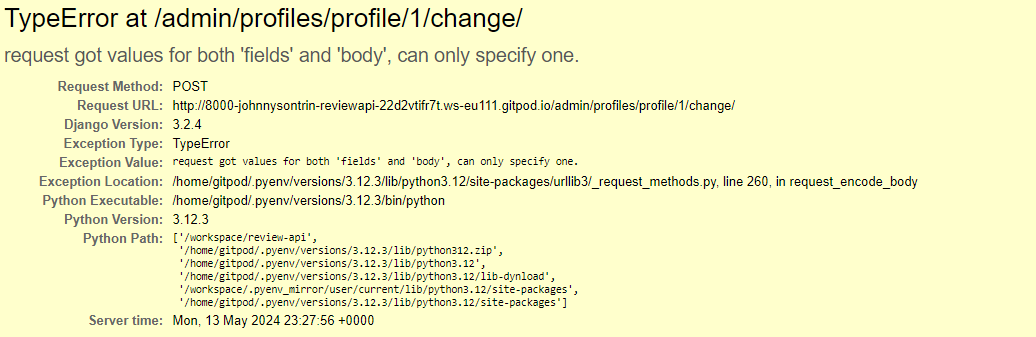 TypeError at /admin/profiles/profile/1/change/
request got values for both 'fields' and 'body', can only specify one.
Request Method: POST
Request URL: http://8000-johnnysontrin-reviewapi-22d2vtifr7t.ws-eu111.gitpod.io/admin/profiles/profile/1/change/
Django Version: 3.2.4
Exception Type: TypeError
Exception Value: request got values for both 'fields' and 'body', can only specify one.
Exception Location: /home/gitpod/.pyenv/versions/3.12.3/lib/python3.12/site-packages/urllib3/_request_methods.py, line 260, in request_encode_body
Python Executable: /home/gitpod/.pyenv/versions/3.12.3/bin/python
Python Version: 3.12.3
Python Path: ['/workspace/review-api',
'/home/gitpod/.pyenv/versions/3.12.3/lib/python312.zip',
'/home/gitpod/.pyenv/versions/3.12.3/lib/python3.12',
'/home/gitpod/.pyenv/versions/3.12.3/lib/python3.12/lib-dynload',
'/workspace/.pyenv_mirror/user/current/lib/python3.12/site-packages',
'/home/gitpod/.pyenv/versions/3.12.3/lib/python3.12/site-packages']
Server time: Mon, 13 May 2024 23:27:56 +0000